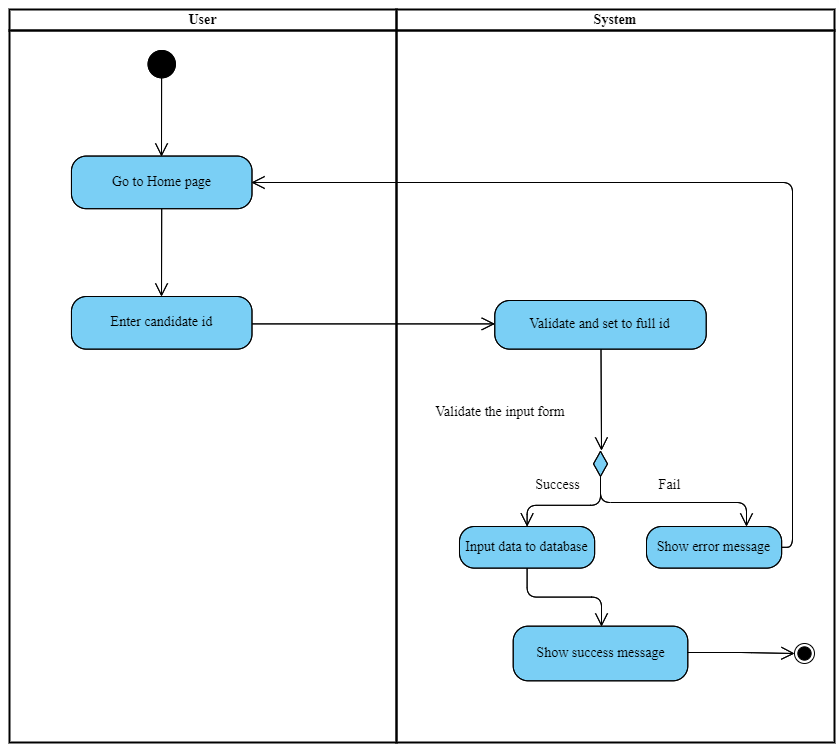 User
System
Go to Home page
Enter candidate id
Validate and set to full id
Validate the input form
Success
Fail
Input data to database
Show error message
Show success message